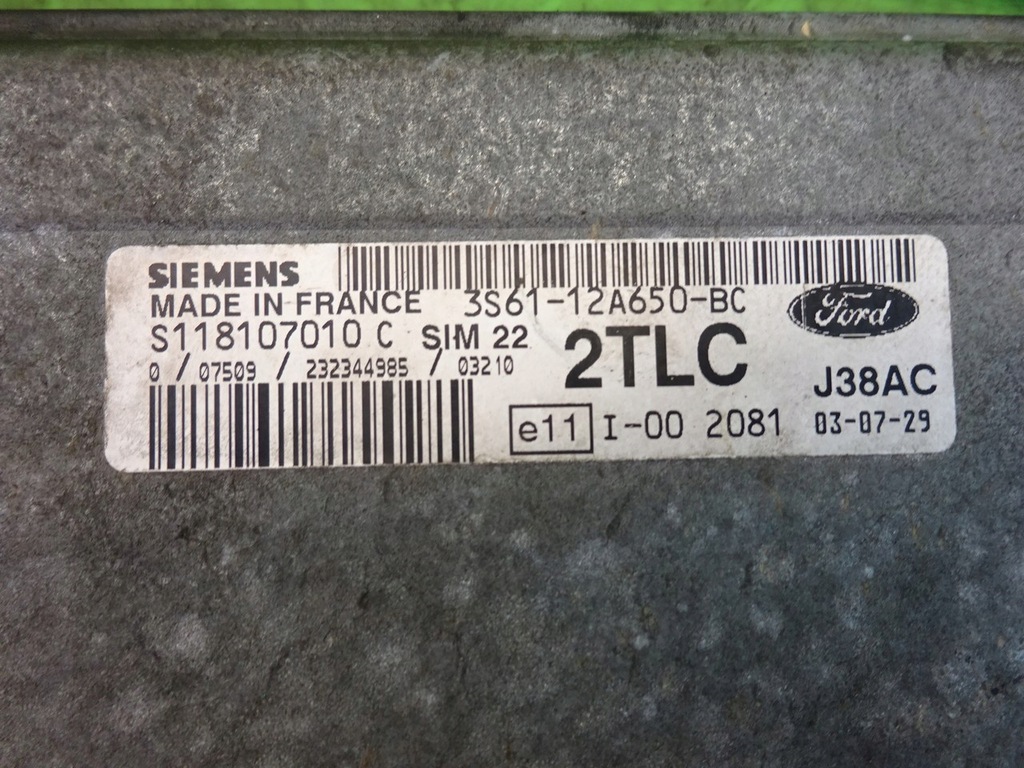 SIEMENS
MADE IN FRANCE 3S61-12A650-BC
Ford
S118107010 C SIM 22
2TLC
0 / 07509 / 232344985 / 03210
J38AC
e11 I-00 2081 03-07-29